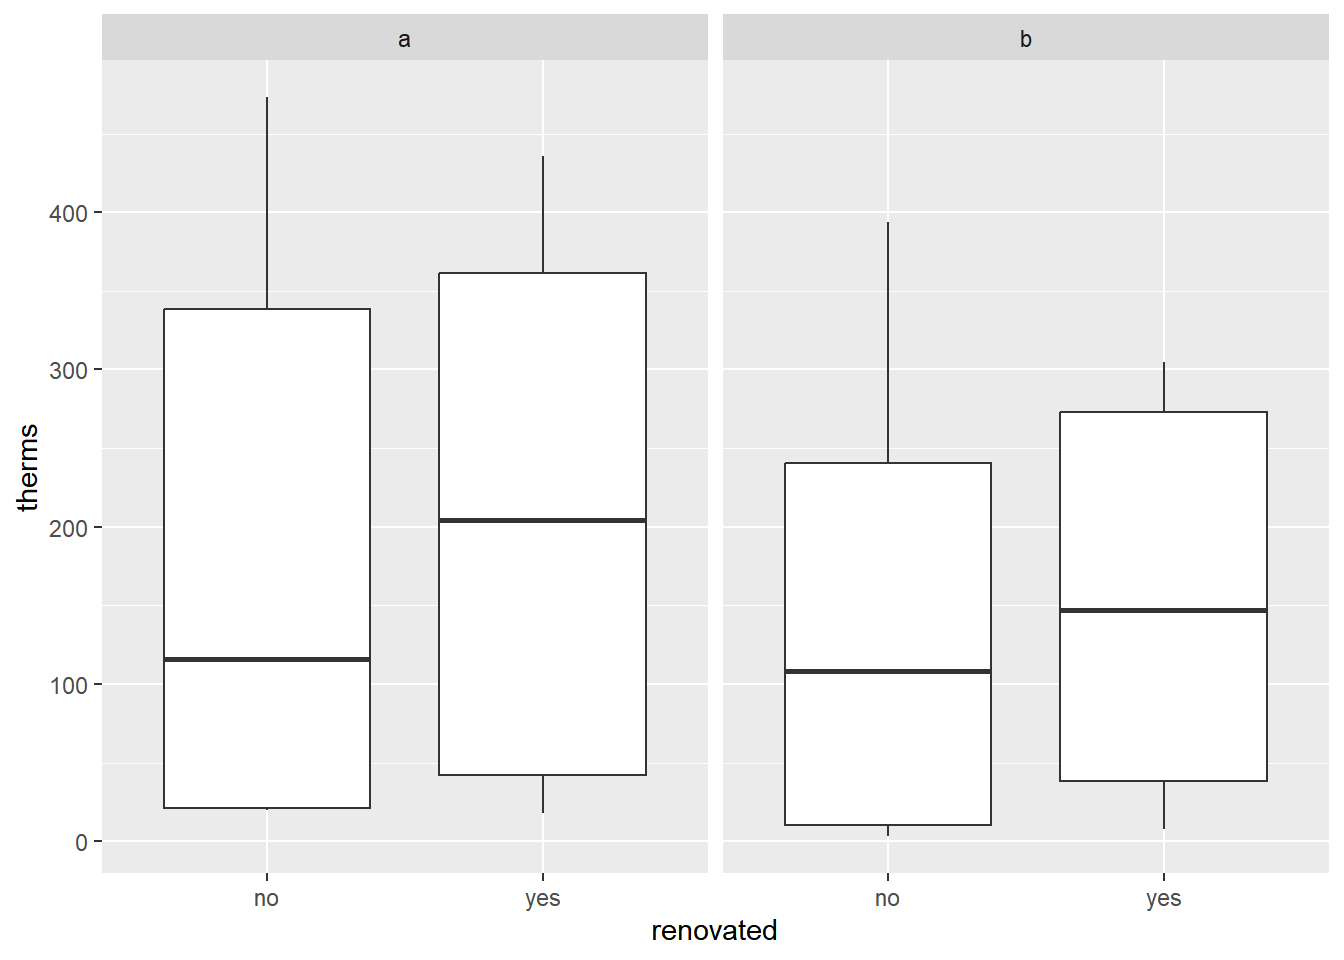 a b
400
300
200
100
0
therms
no yes no yes
renovated